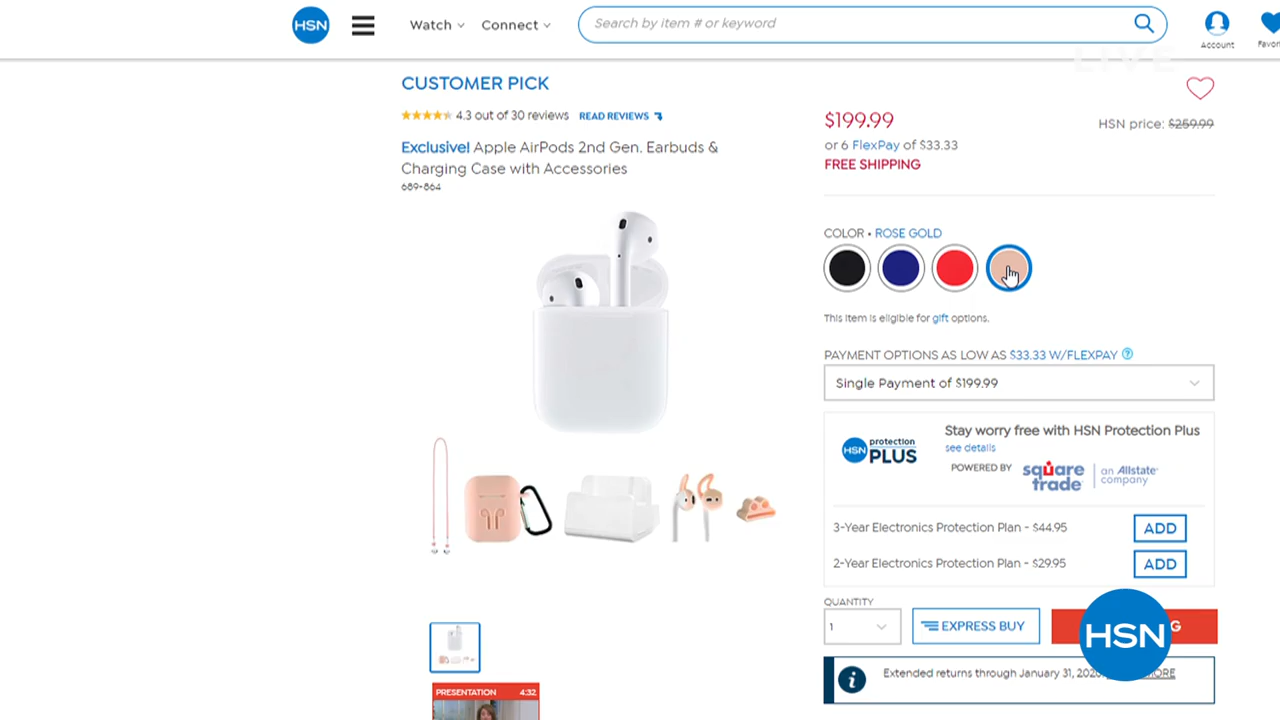 HSN
Watch
Connect
Search by item # or keyword
Account
LIVE
CUSTOMER PICK
4.3 out of 30 reviews READ REVIEWS
Exclusive! Apple AirPods 2nd Gen. Earbuds &
Charging Case with Accessories
689-864
$199.99
HSN price: $259.99
or 6 FlexPay of $33.33
FREE SHIPPING
COLOR • ROSE GOLD
This item is eligible for gift options.
PAYMENT OPTIONS AS LOW AS $33.33 W/FLEXPAY ?
Single Payment of $199.99
HSN protection PLUS
Stay worry free with HSN Protection Plus
see details
POWERED BY square trade an Allstate company
3-Year Electronics Protection Plan - $44.95
ADD
2-Year Electronics Protection Plan - $29.95
ADD
QUANTITY
1
EXPRESS BUY
HSN
Extended returns through January 31, 2020.
PRESENTATION 4:32